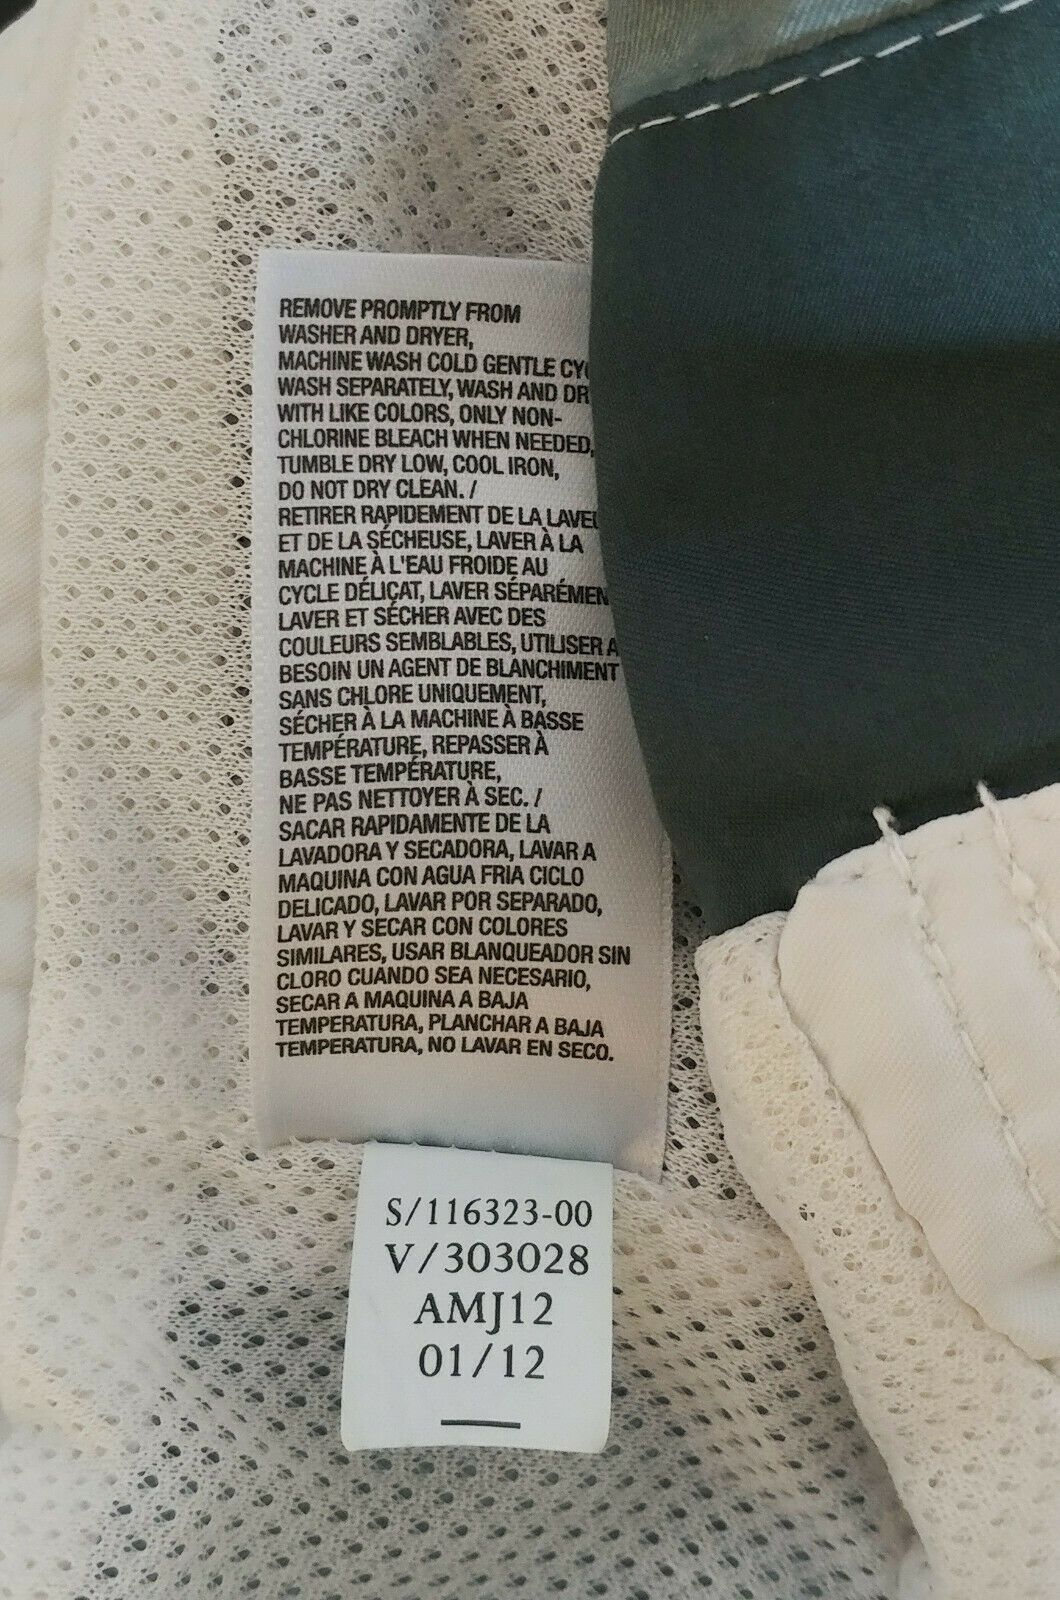 REMOVE PROMPTLY FROM
WASHER AND DRYER,
MACHINE WASH COLD GENTLE
WASH SEPARATELY, WASH AND
WITH LIKE COLORS, ONLY NON-
CHLORINE BLEACH WHEN NEEDED,
TUMBLE DRY LOW, COOL IRON,
DO NOT DRY CLEAN. /
RETIRER RAPIDEMENT DE LA
ET DE LA SÉCHEUSE, LAVER À LA
MACHINE À L'EAU FROIDE AU
CYCLE DÉLICAT, LAVER
LAVER ET SÉCHER AVEC DES
COULEURS SEMBLABLES, UTILISER A
BESOIN UN AGENT DE BLANCHIMENT
SANS CHLORE UNIQUEMENT,
SÉCHER À LA MACHINE À BASSE
TEMPÉRATURE, REPASSER À
BASSE TEMPÉRATURE,
NE PAS NETTOYER À SEC. /
SACAR RAPIDAMENTE DE LA
LAVADORA Y SECADORA, LAVAR A
MAQUINA CON AGUA FRIA CICLO
DELICADO, LAVAR POR SEPARADO,
LAVAR Y SECAR CON COLORES
SIMILARES, USAR BLANQUEADOR SIN
CLORO CUANDO SEA NECESARIO,
SECAR A MAQUINA A BAJA
TEMPERATURA, PLANCHAR A BAJA
TEMPERATURA, NO LAVAR EN SECO.
S/116323-00
V/303028
AMJ12
01/12